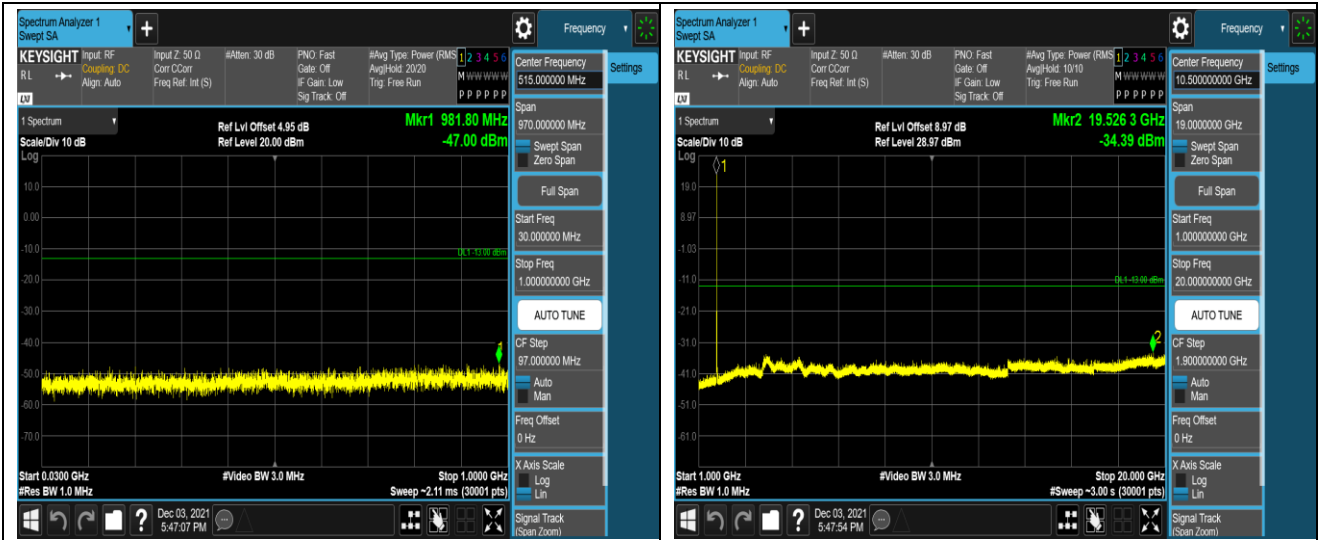 Spectrum Analyzer 1
Swept SA
+
Frequency
KEYSIGHT
Input: RF
Coupling: DC
Align: Auto
Input Z: 50 Ω
Corr CCorr
Freq Ref: Int (S)
#Atten: 30 dB
PNO: Fast
Gate: Off
IF Gain: Low
Sig Track: Off
#Avg Type: Power (RMS
Avg|Hold: 20/20
Trig: Free Run
1 2 3 4 5 6
M W W W W W
P P P P P P
RL
LXI
1 Spectrum
Scale/Div 10 dB
Log
Ref Lvl Offset 4.95 dB
Ref Level 20.00 dBm
Mkr1 981.80 MHz
-47.00 dBm
10.0
0.00
-10.0
DL1 -13.00 dBm
-20.0
-30.0
-40.0
-50.0
-60.0
-70.0
Start 0.0300 GHz
#Res BW 1.0 MHz
#Video BW 3.0 MHz
Stop 1.0000 GHz
Sweep ~2.11 ms (30001 pts)
Center Frequency
515.000000 MHz
Settings
Span
970.000000 MHz
Swept Span
Zero Span
Full Span
Start Freq
30.000000 MHz
Stop Freq
1.000000000 GHz
AUTO TUNE
CF Step
97.000000 MHz
Auto
Man
Freq Offset
0 Hz
X Axis Scale
Log
Lin
Signal Track
(Span Zoom)
?
Dec 03, 2021
5:47:07 PM
Spectrum Analyzer 1
Swept SA
+
Frequency
KEYSIGHT
Input: RF
Coupling: DC
Align: Auto
Input Z: 50 Ω
Corr CCorr
Freq Ref: Int (S)
#Atten: 30 dB
PNO: Fast
Gate: Off
IF Gain: Low
Sig Track: Off
#Avg Type: Power (RMS
Avg|Hold: 10/10
Trig: Free Run
1 2 3 4 5 6
M W W W W W
P P P P P P
RL
LXI
1 Spectrum
Scale/Div 10 dB
Log
Ref Lvl Offset 8.97 dB
Ref Level 28.97 dBm
Mkr2 19.526 3 GHz
-34.39 dBm
1
19.0
8.97
-1.03
-11.0
DL1 -13.00 dBm
-21.0
-31.0
2
-41.0
-51.0
-61.0
Start 1.000 GHz
#Res BW 1.0 MHz
#Video BW 3.0 MHz
Stop 20.000 GHz
#Sweep ~3.00 s (30001 pts)
Center Frequency
10.500000000 GHz
Settings
Span
19.0000000 GHz
Swept Span
Zero Span
Full Span
Start Freq
1.000000000 GHz
Stop Freq
20.000000000 GHz
AUTO TUNE
CF Step
1.900000000 GHz
Auto
Man
Freq Offset
0 Hz
X Axis Scale
Log
Lin
Signal Track
(Span Zoom)
?
Dec 03, 2021
5:47:54 PM